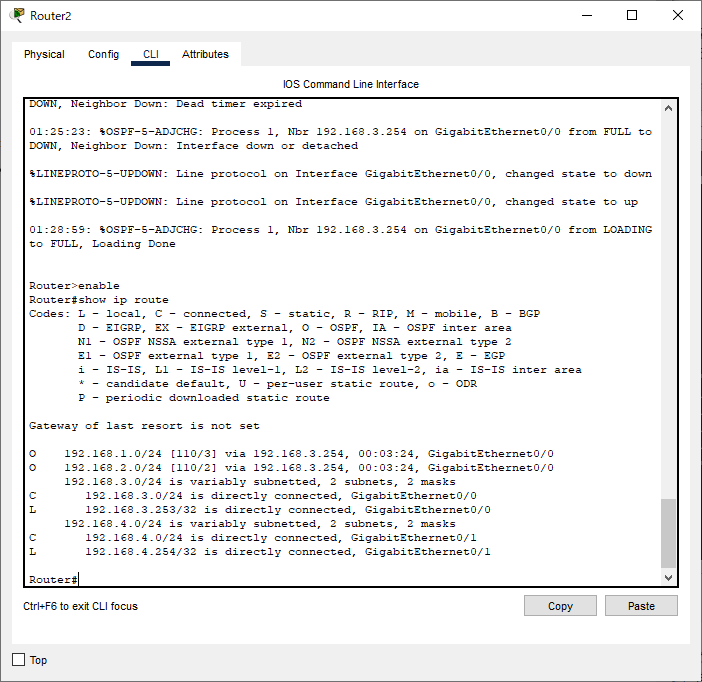 Router2
Physical Config CLI Attributes
IOS Command Line Interface
DOWN, Neighbor Down: Dead timer expired
01:25:23: %OSPF-5-ADJCHG: Process 1, Nbr 192.168.3.254 on GigabitEthernet0/0 from FULL to
DOWN, Neighbor Down: Interface down or detached
%LINEPROTO-5-UPDOWN: Line protocol on Interface GigabitEthernet0/0, changed state to down
%LINEPROTO-5-UPDOWN: Line protocol on Interface GigabitEthernet0/0, changed state to up
01:28:59: %OSPF-5-ADJCHG: Process 1, Nbr 192.168.3.254 on GigabitEthernet0/0 from LOADING
to FULL, Loading Done
Router>enable
Router#show ip route
Codes: L - local, C - connected, S - static, R - RIP, M - mobile, B - BGP
D - EIGRP, EX - EIGRP external, O - OSPF, IA - OSPF inter area
N1 - OSPF NSSA external type 1, N2 - OSPF NSSA external type 2
E1 - OSPF external type 1, E2 - OSPF external type 2, E - EGP
i - IS-IS, L1 - IS-IS level-1, L2 - IS-IS level-2, ia - IS-IS inter area
* - candidate default, U - per-user static route, o - ODR
P - periodic downloaded static route
Gateway of last resort is not set
O 192.168.1.0/24 [110/3] via 192.168.3.254, 00:03:24, GigabitEthernet0/0
O 192.168.2.0/24 [110/2] via 192.168.3.254, 00:03:24, GigabitEthernet0/0
192.168.3.0/24 is variably subnetted, 2 subnets, 2 masks
C 192.168.3.0/24 is directly connected, GigabitEthernet0/0
L 192.168.3.253/32 is directly connected, GigabitEthernet0/0
192.168.4.0/24 is variably subnetted, 2 subnets, 2 masks
C 192.168.4.0/24 is directly connected, GigabitEthernet0/1
L 192.168.4.254/32 is directly connected, GigabitEthernet0/1
Router#
Ctrl+F6 to exit CLI focus Copy Paste
Top